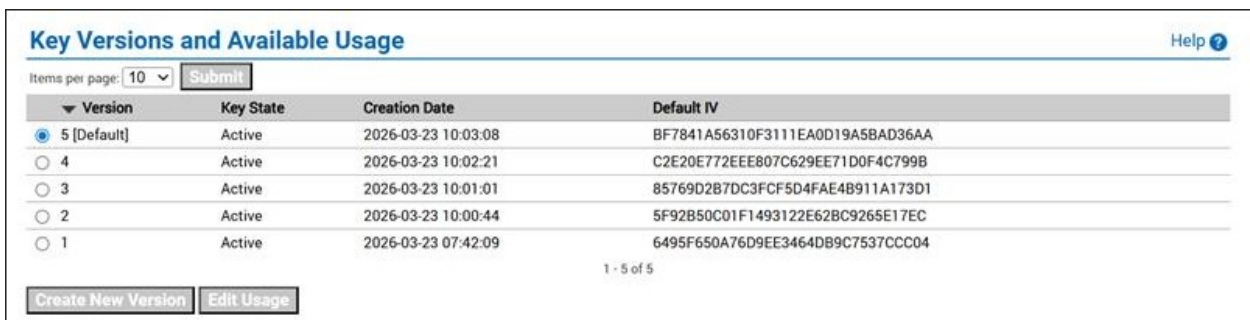 Key Versions and Available Usage Help ?
Items per page: 10 Submit
Version Key State Creation Date Default IV
5 [Default] Active 2026-03-23 10:03:08 BF7841A56310F3111EA0D19A5BAD36AA
4 Active 2026-03-23 10:02:21 C2E20E772EEE807C629EE71D0F4C799B
3 Active 2026-03-23 10:01:01 85769D2B7DC3FCF5D4FAE4B911A173D1
2 Active 2026-03-23 10:00:44 5F92B50C01F1493122E62BC9265E17EC
1 Active 2026-03-23 07:42:09 6495F650A76D9EE3464DB9C7537CCC04
1 - 5 of 5
Create New Version Edit Usage